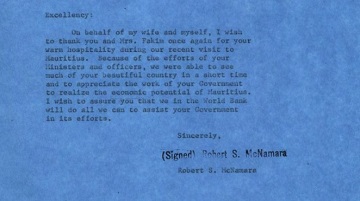 Excellency:
On behalf of my wife and myself, I wish
to thank you and Mrs. Fakim once again for your
warm hospitality during our recent visit to
Mauritius. Because of the efforts of your
Ministers and officers, we were able to see
much of your beautiful country in a short time
and to appreciate the work of your Government
to realize the economic potential of Mauritius.
I wish to assure you that we in the World Bank
will do all we can to assist your Government
in its efforts.
Sincerely,
(Signed) Robert S. McNamara
Robert S. McNamara